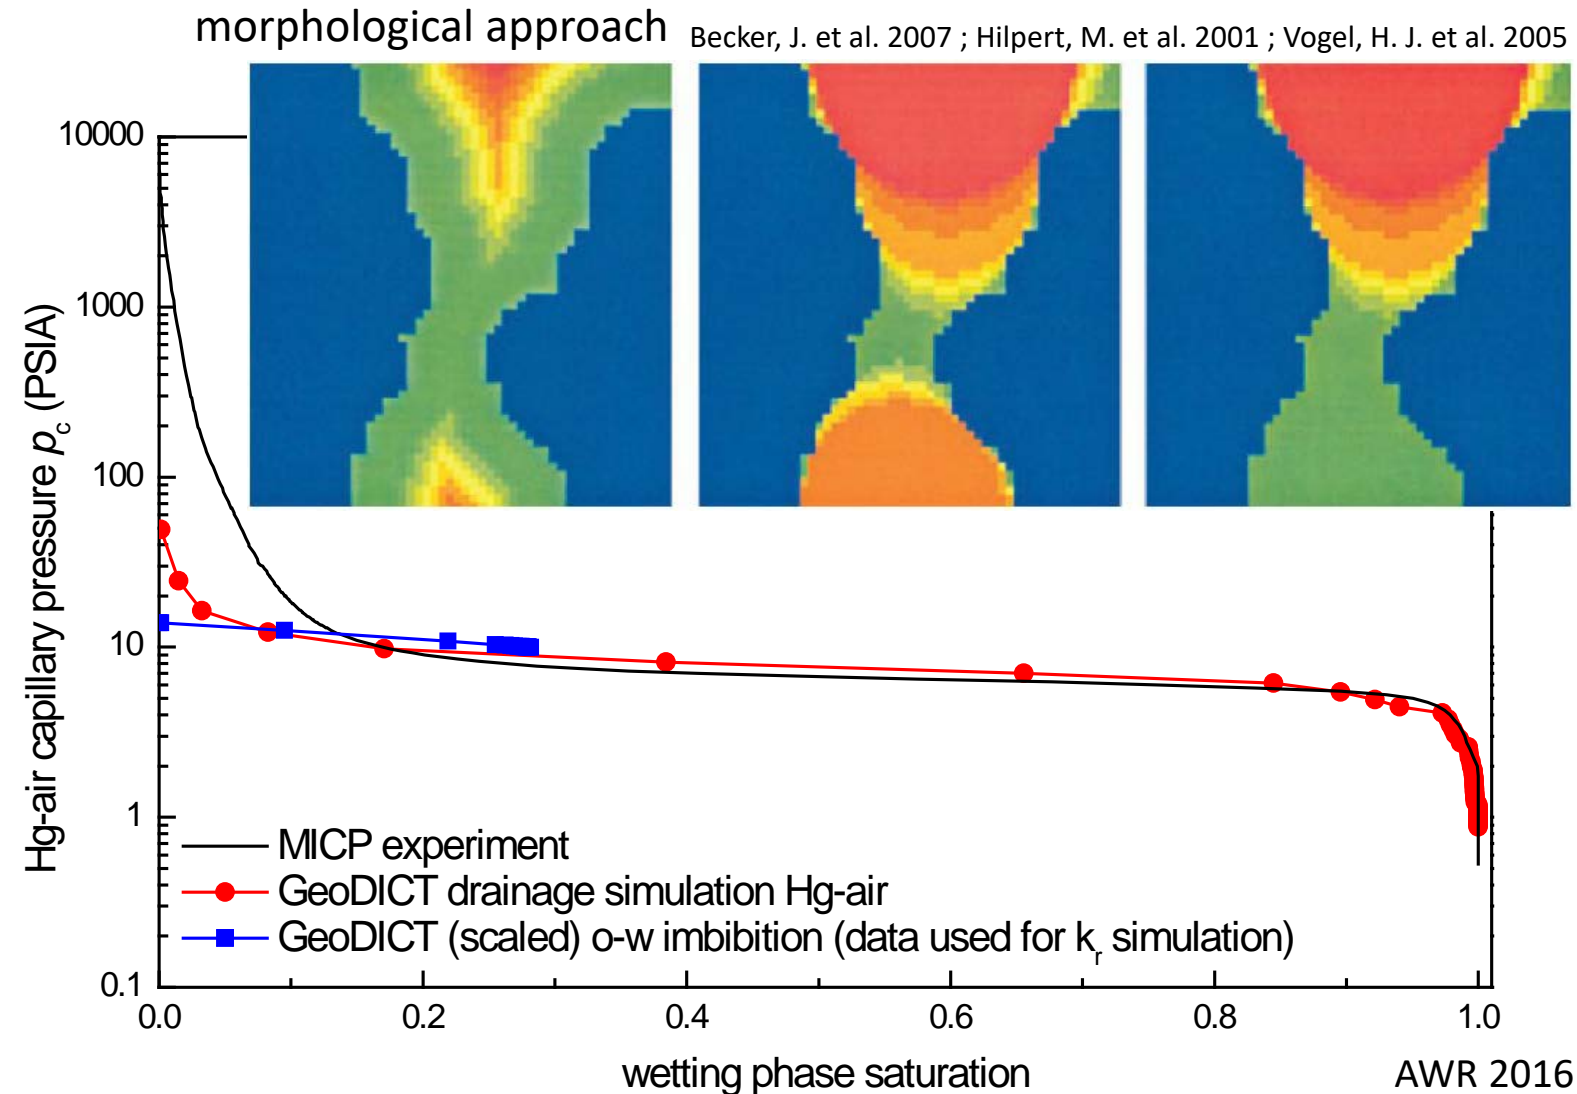 morphological approach
Becker, J. et al. 2007 ; Hilpert, M. et al. 2001 ; Vogel, H. J. et al. 2005
10000
1000
100
10
1
0.1
Hg-air capillary pressure pc (PSIA)
MICP experiment
GeoDICT drainage simulation Hg-air
GeoDICT (scaled) o-w imbibition (data used for kr simulation)
0.0 0.2 0.4 0.6 0.8 1.0
wetting phase saturation
AWR 2016